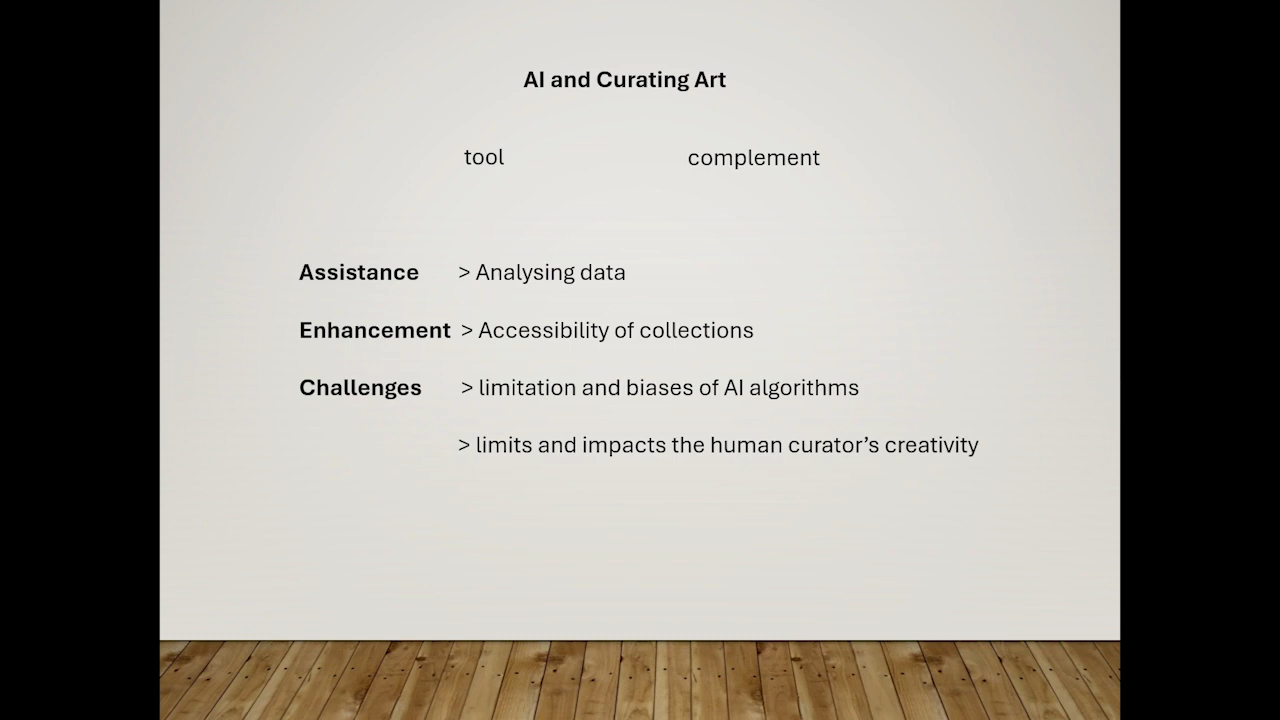 AI and Curating Art
tool complement
Assistance > Analysing data
Enhancement > Accessibility of collections
Challenges > limitation and biases of AI algorithms
> limits and impacts the human curator’s creativity